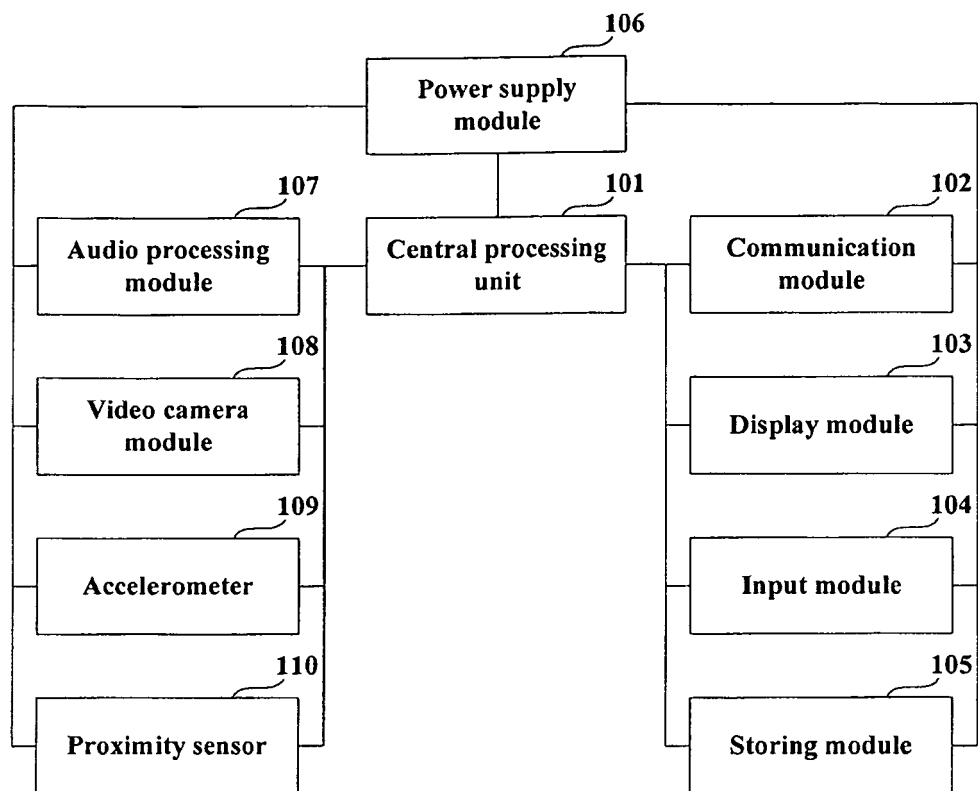 106
Power supply
module
107
Audio processing
module
101
Central processing
unit
102
Communication
module
108
Video camera
module
103
Display module
109
Accelerometer
104
Input module
110
Proximity sensor
105
Storing module